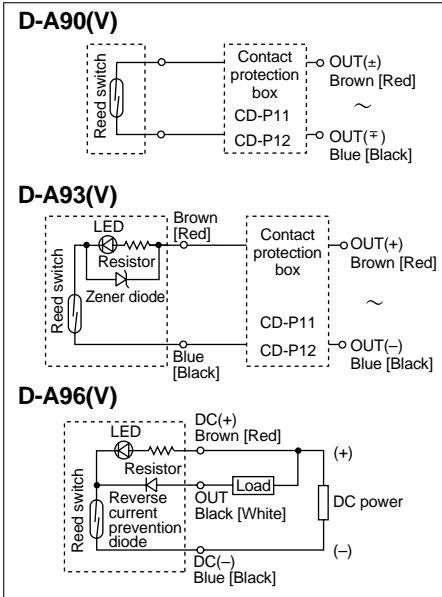 D-A90(V)
Reed switch
Contact
protection
box
CD-P11
CD-P12
OUT(±)
Brown [Red]
～
OUT(∓)
Blue [Black]
D-A93(V)
LED
Resistor
Zener diode
Reed switch
Brown
[Red]
Blue
[Black]
Contact
protection
box
CD-P11
CD-P12
OUT(+)
Brown [Red]
～
OUT(–)
Blue [Black]
D-A96(V)
LED
Resistor
Reverse
current
prevention
diode
Reed switch
DC(+)
Brown [Red]
OUT
Black [White]
Load
DC(–)
Blue [Black]
(+)
DC power
(–)